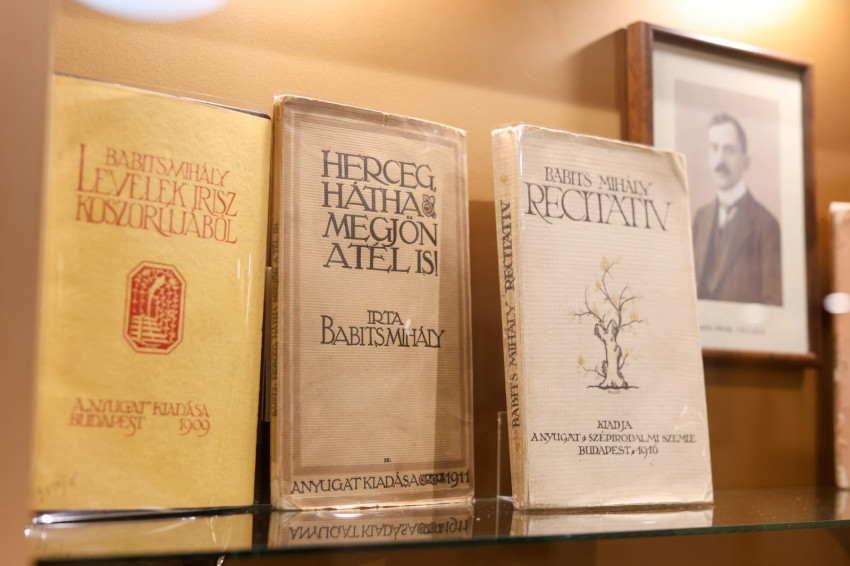 BABITS MIHÁLY
LEVELEK IRISZ
KOSZORUJÁBÓL
A NYUGAT KIADÁSA
BUDAPEST 1909
HERCEG,
HÁTHA
MEGJÖN
A TÉL IS!
IRTA
BABITS MIHÁLY
A NYUGAT KIADÁSA 1911
BABITS MIHÁLY RECITATIV
BABITS MIHÁLY
RECITATIV
KIADJA
A NYUGAT SZÉPIRODALMI SZEMLE
BUDAPEST 1916